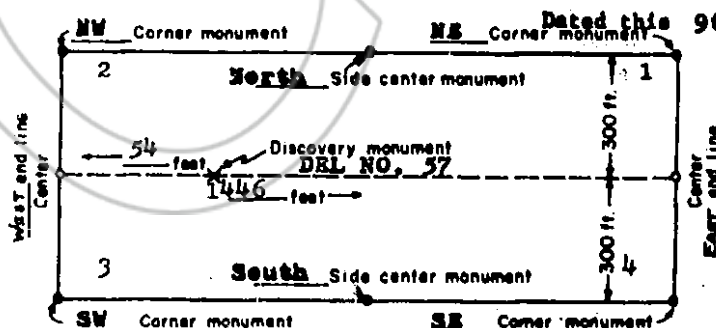 Dated this 9
NW Corner monument NE Corner monument
2 North Side center monument 1
300 ft.
WEST end line
Center
54 feet
Discovery monument
DEL NO. 57
1446 feet
Center
EAST end line
300 ft.
3 South Side center monument 4
SW Corner monument SE Corner monument